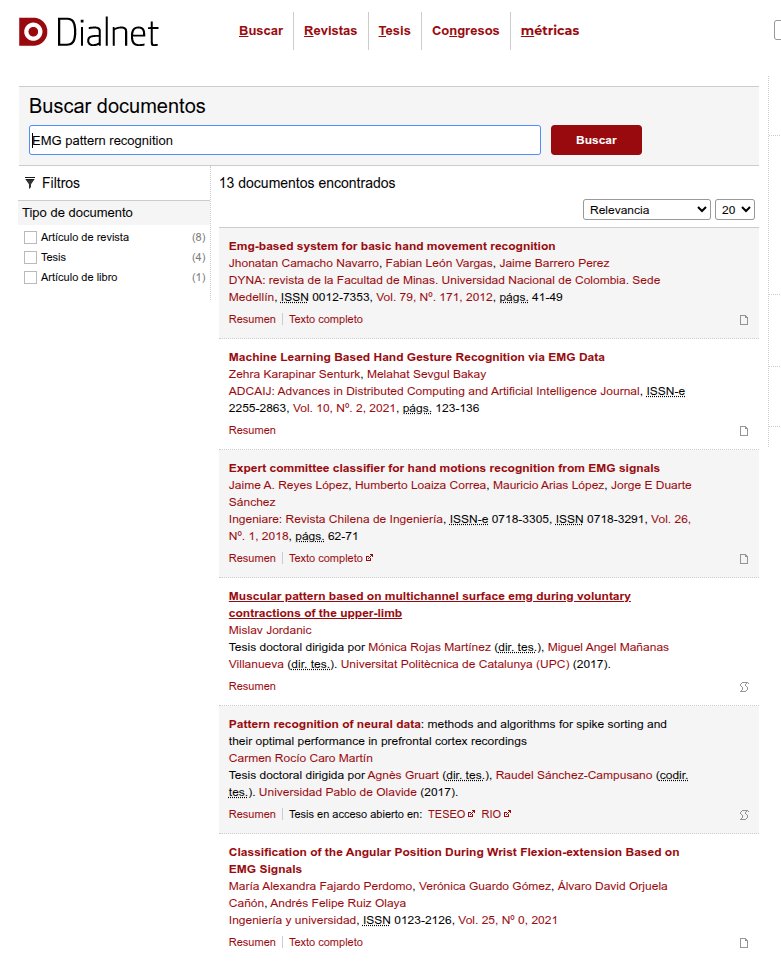 Dialnet
Buscar
Revistas
Tesis
Congresos
métricas
Buscar documentos
EMG pattern recognition
Buscar
Filtros
13 documentos encontrados
Relevancia
20
Tipo de documento
Artículo de revista (8)
Tesis (4)
Artículo de libro (1)
Emg-based system for basic hand movement recognition
Jhonatan Camacho Navarro, Fabian León Vargas, Jaime Barrero Perez
DYNA: revista de la Facultad de Minas. Universidad Nacional de Colombia. Sede
Medellín, ISSN 0012-7353, Vol. 79, Nº. 171, 2012, págs. 41-49
Resumen Texto completo
Machine Learning Based Hand Gesture Recognition via EMG Data
Zehra Karapinar Senturk, Melahat Sevgul Bakay
ADCAIJ: Advances in Distributed Computing and Artificial Intelligence Journal, ISSN-e
2255-2863, Vol. 10, Nº. 2, 2021, págs. 123-136
Resumen
Expert committee classifier for hand motions recognition from EMG signals
Jaime A. Reyes López, Humberto Loaiza Correa, Mauricio Arias López, Jorge E Duarte
Sánchez
Ingeniare: Revista Chilena de Ingeniería, ISSN-e 0718-3305, ISSN 0718-3291, Vol. 26,
Nº. 1, 2018, págs. 62-71
Resumen Texto completo
Muscular pattern based on multichannel surface emg during voluntary
contractions of the upper-limb
Mislav Jordanic
Tesis doctoral dirigida por Mónica Rojas Martínez (dir. tes.), Miguel Angel Mañanas
Villanueva (dir. tes.). Universitat Politècnica de Catalunya (UPC) (2017).
Resumen
Pattern recognition of neural data: methods and algorithms for spike sorting and
their optimal performance in prefrontal cortex recordings
Carmen Rocío Caro Martín
Tesis doctoral dirigida por Agnès Gruart (dir. tes.), Raudel Sánchez-Campusano (codir.
tes.). Universidad Pablo de Olavide (2017).
Resumen Tesis en acceso abierto en: TESEO RIO
Classification of the Angular Position During Wrist Flexion-extension Based on
EMG Signals
María Alexandra Fajardo Perdomo, Verónica Guardo Gómez, Álvaro David Orjuela
Cañón, Andrés Felipe Ruiz Olaya
Ingeniería y universidad, ISSN 0123-2126, Vol. 25, Nº 0, 2021
Resumen Texto completo